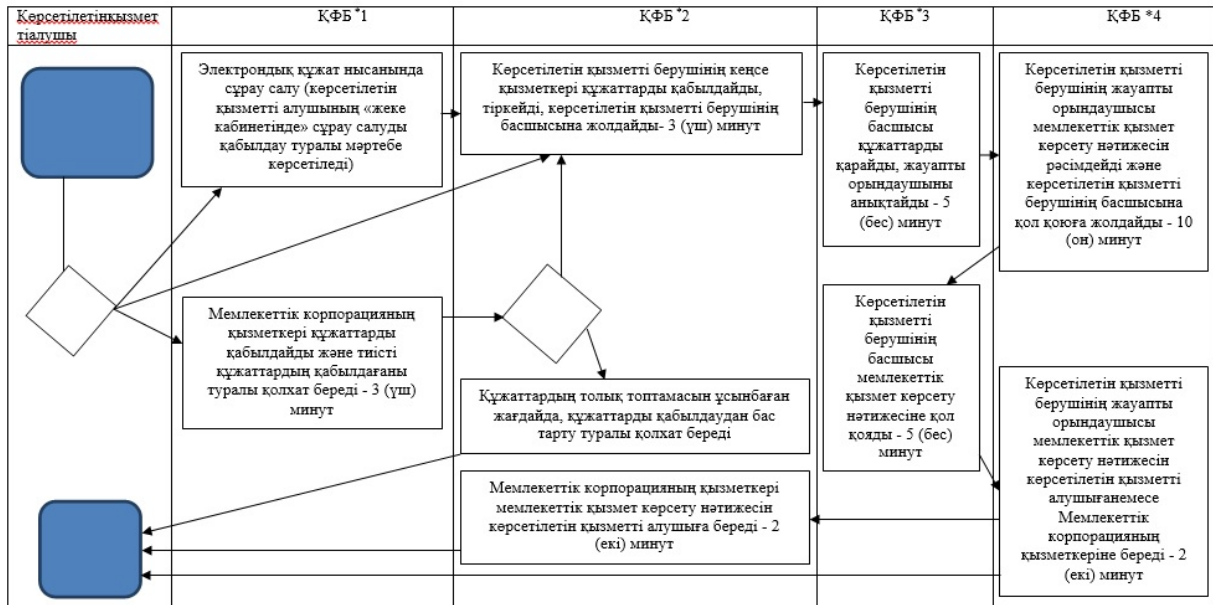 Көрсетілетінқызмет
тіалушы
ҚФБ *1
ҚФБ *2
ҚФБ *3
ҚФБ *4
Электрондық құжат нысанында
сұрау салу (көрсетілетін
қызметті алушының «жеке
кабинетінде» сұрау салуды
қабылдау туралы мәртебе
көрсетіледі)
Көрсетілетін қызметті берушінің кеңсе
қызметкері құжаттарды қабылдайды,
тіркейді, көрсетілетін қызметті берушінің
басшысына жолдайды- 3 (үш) минут
Көрсетілетін
қызметті
берушінің
басшысы
құжаттарды
қарайды, жауапты
орындаушыны
анықтайды - 5
(бес) минут
Көрсетілетін қызметті
берушінің жауапты
орындаушысы
мемлекеттік қызмет
көрсету нәтижесін
рәсімдейді және
көрсетілетін қызметті
берушінің басшысына
қол қоюға жолдайды - 10
(он) минут
Мемлекеттік корпорацияның
қызметкері құжаттарды
қабылдайды және тиісті
құжаттардың қабылдағаны
туралы қолхат береді - 3 (үш)
минут
Құжаттардың толық топтамасын ұсынбаған
жағдайда, құжаттарды қабылдаудан бас
тарту туралы қолхат береді
Көрсетілетін
қызметті
берушінің
басшысы
мемлекеттік
қызмет көрсету
нәтижесіне қол
қояды - 5 (бес)
минут
Көрсетілетін қызметті
берушінің жауапты
орындаушысы
мемлекеттік қызмет
көрсету нәтижесін
көрсетілетін қызметті
алушығанемесе
Мемлекеттік
корпорацияның
қызметкеріне береді - 2
(екі) минут
Мемлекеттік корпорацияның қызметкері
мемлекеттік қызмет көрсету нәтижесін
көрсетілетін қызметті алушыға береді - 2
(екі) минут